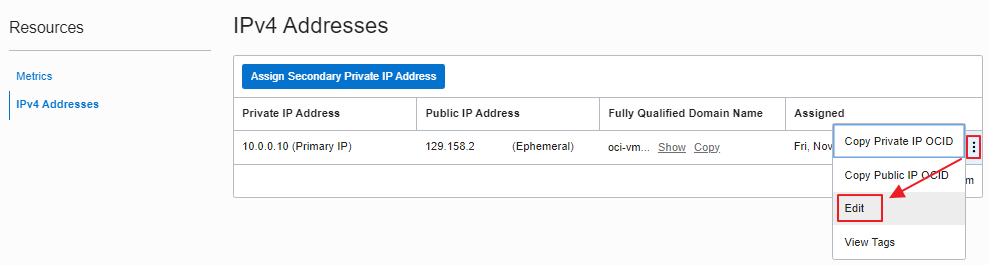 Resources
Metrics
IPv4 Addresses
IPv4 Addresses
Assign Secondary Private IP Address
Private IP Address Public IP Address Fully Qualified Domain Name Assigned
10.0.0.10 (Primary IP) 129.158.2 (Ephemeral) oci-vm... Show Copy Fri, Nov
Copy Private IP OCID
Copy Public IP OCID
Edit
View Tags